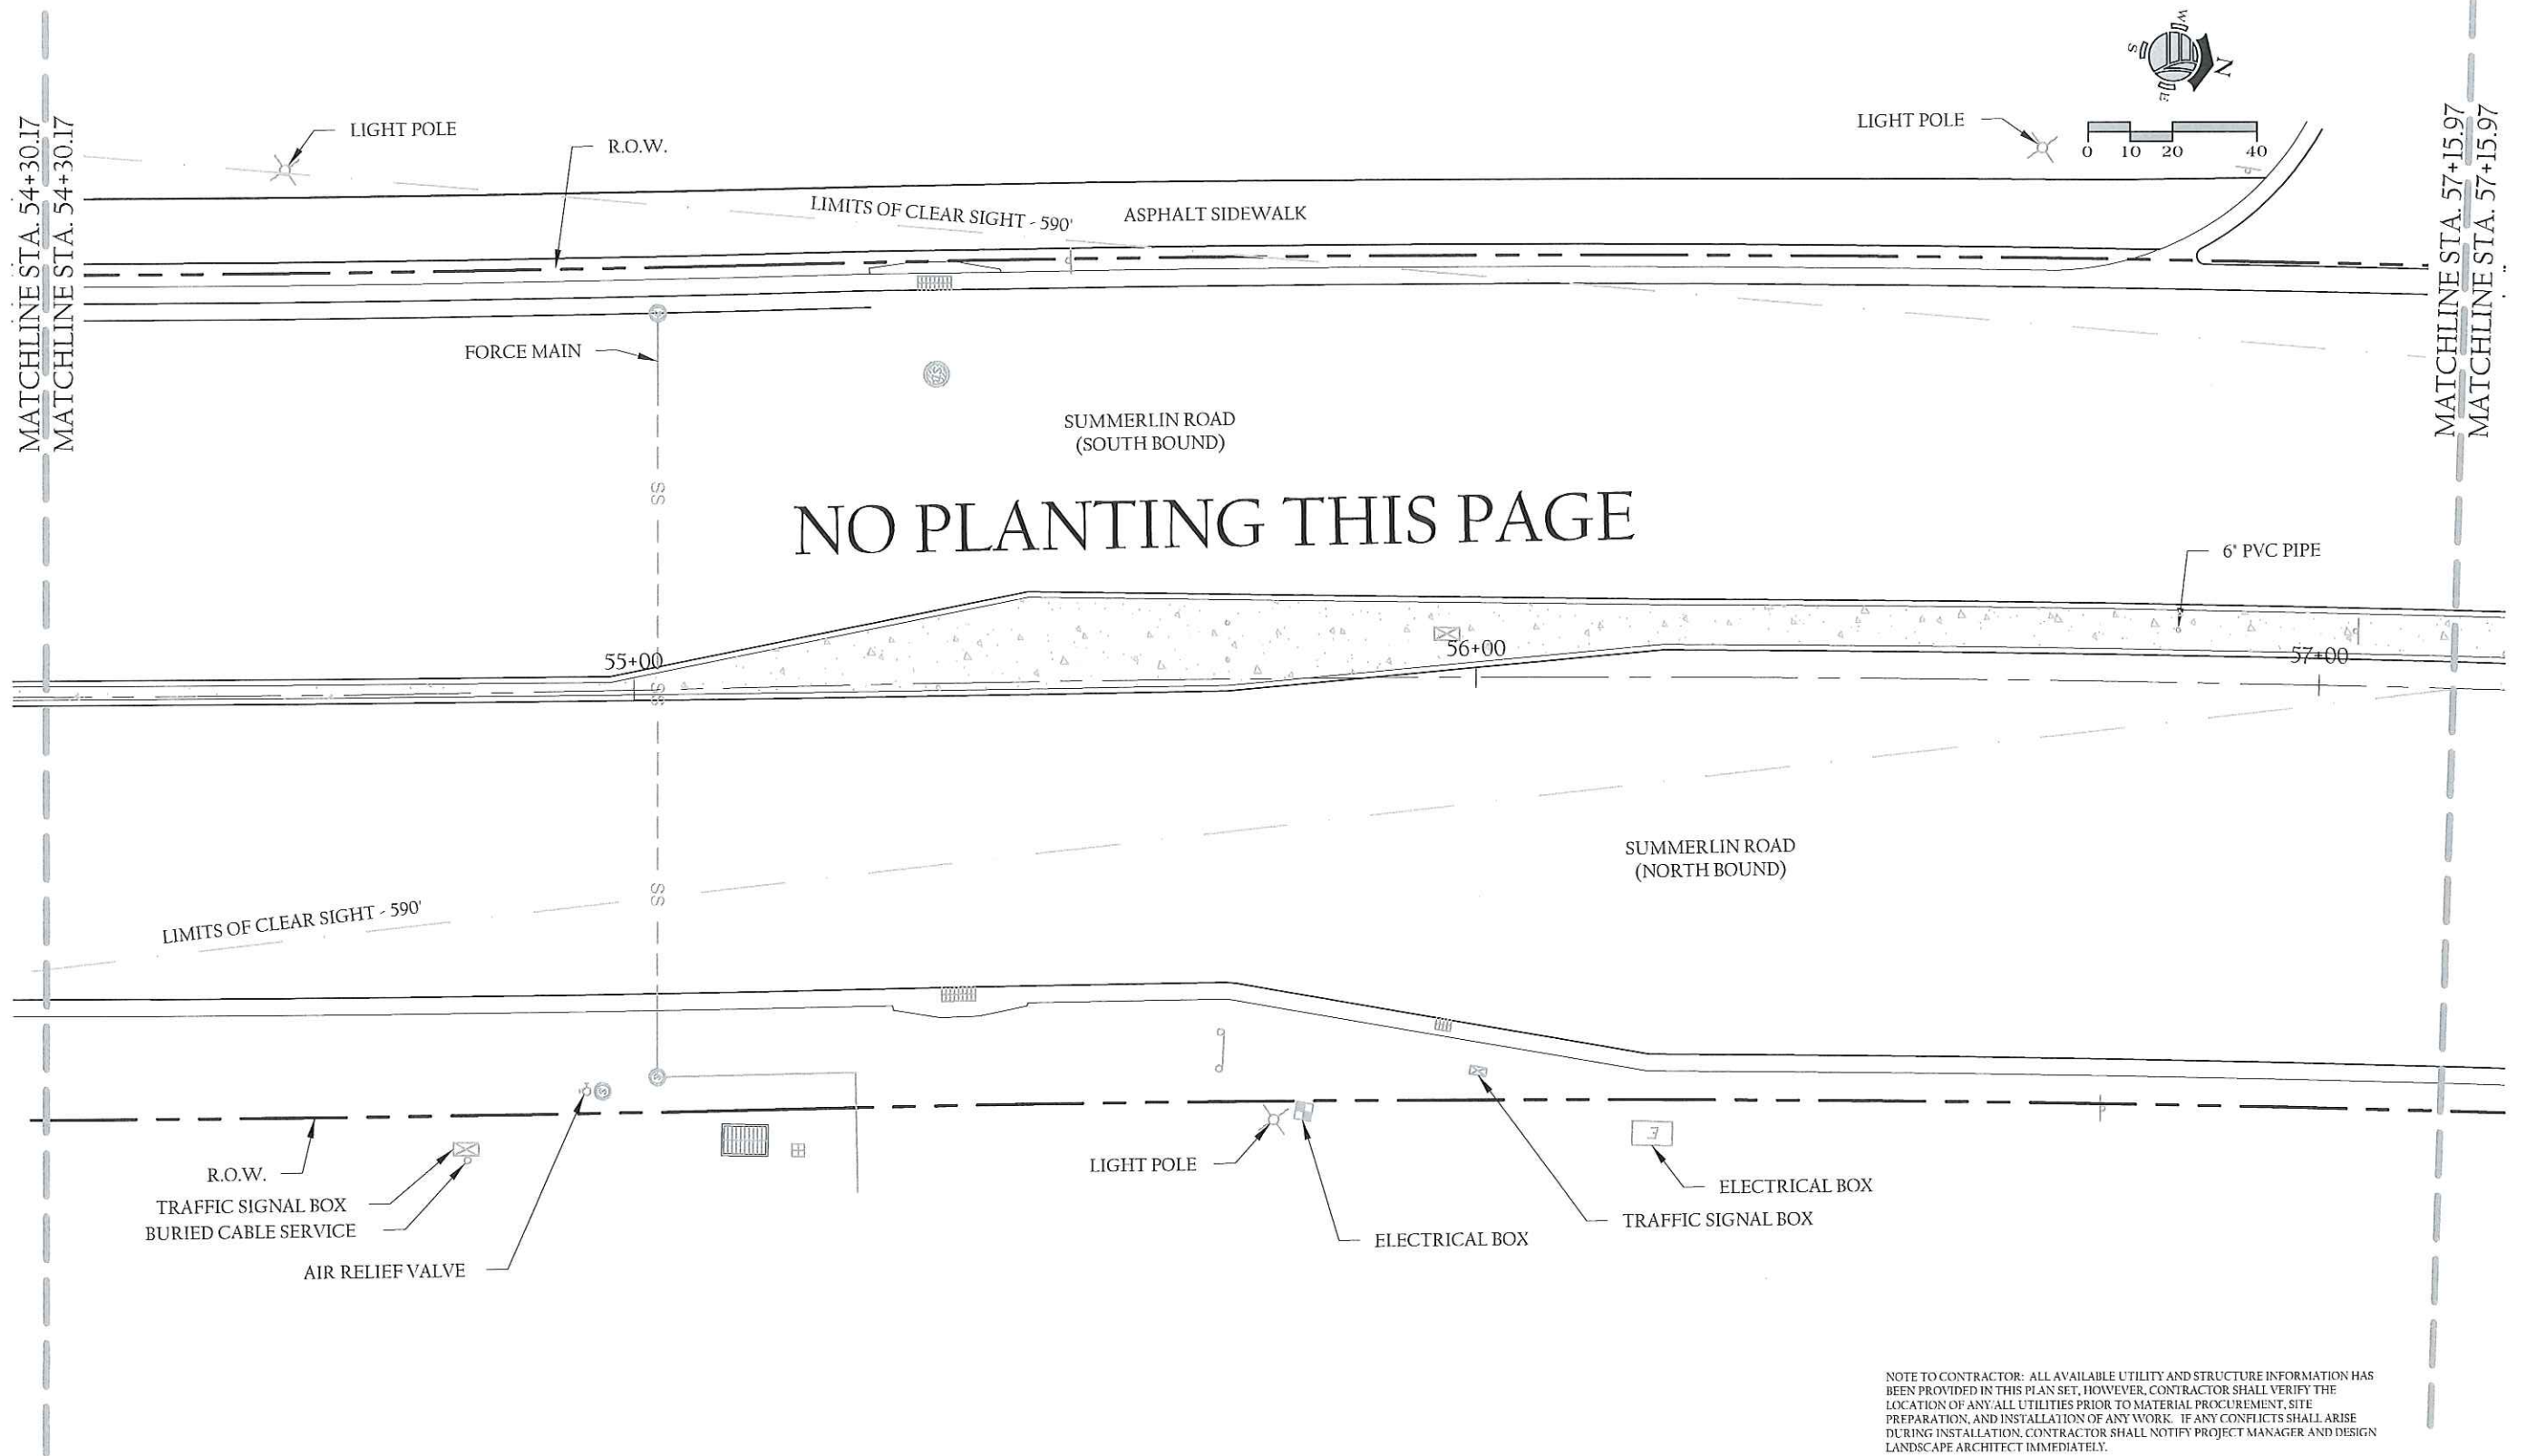 W
S
N
E
MATCHLINE STA. 54+30.17
MATCHLINE STA. 54+30.17
LIGHT POLE
R.O.W.
LIGHT POLE
0 10 20 40
MATCHLINE STA. 57+15.97
MATCHLINE STA. 57+15.97
LIMITS OF CLEAR SIGHT - 590'
ASPHALT SIDEWALK
FORCE MAIN
SUMMERLIN ROAD
(SOUTH BOUND)
SS
NO PLANTING THIS PAGE
6" PVC PIPE
55+00
56+00
57+00
SS
SUMMERLIN ROAD
(NORTH BOUND)
SS
LIMITS OF CLEAR SIGHT - 590'
S
S
E
R.O.W.
TRAFFIC SIGNAL BOX
BURIED CABLE SERVICE
AIR RELIEF VALVE
LIGHT POLE
ELECTRICAL BOX
TRAFFIC SIGNAL BOX
ELECTRICAL BOX
NOTE TO CONTRACTOR: ALL AVAILABLE UTILITY AND STRUCTURE INFORMATION HAS
BEEN PROVIDED IN THIS PLAN SET, HOWEVER, CONTRACTOR SHALL VERIFY THE
LOCATION OF ANY/ALL UTILITIES PRIOR TO MATERIAL PROCUREMENT, SITE
PREPARATION, AND INSTALLATION OF ANY WORK. IF ANY CONFLICTS SHALL ARISE
DURING INSTALLATION, CONTRACTOR SHALL NOTIFY PROJECT MANAGER AND DESIGN
LANDSCAPE ARCHITECT IMMEDIATELY.